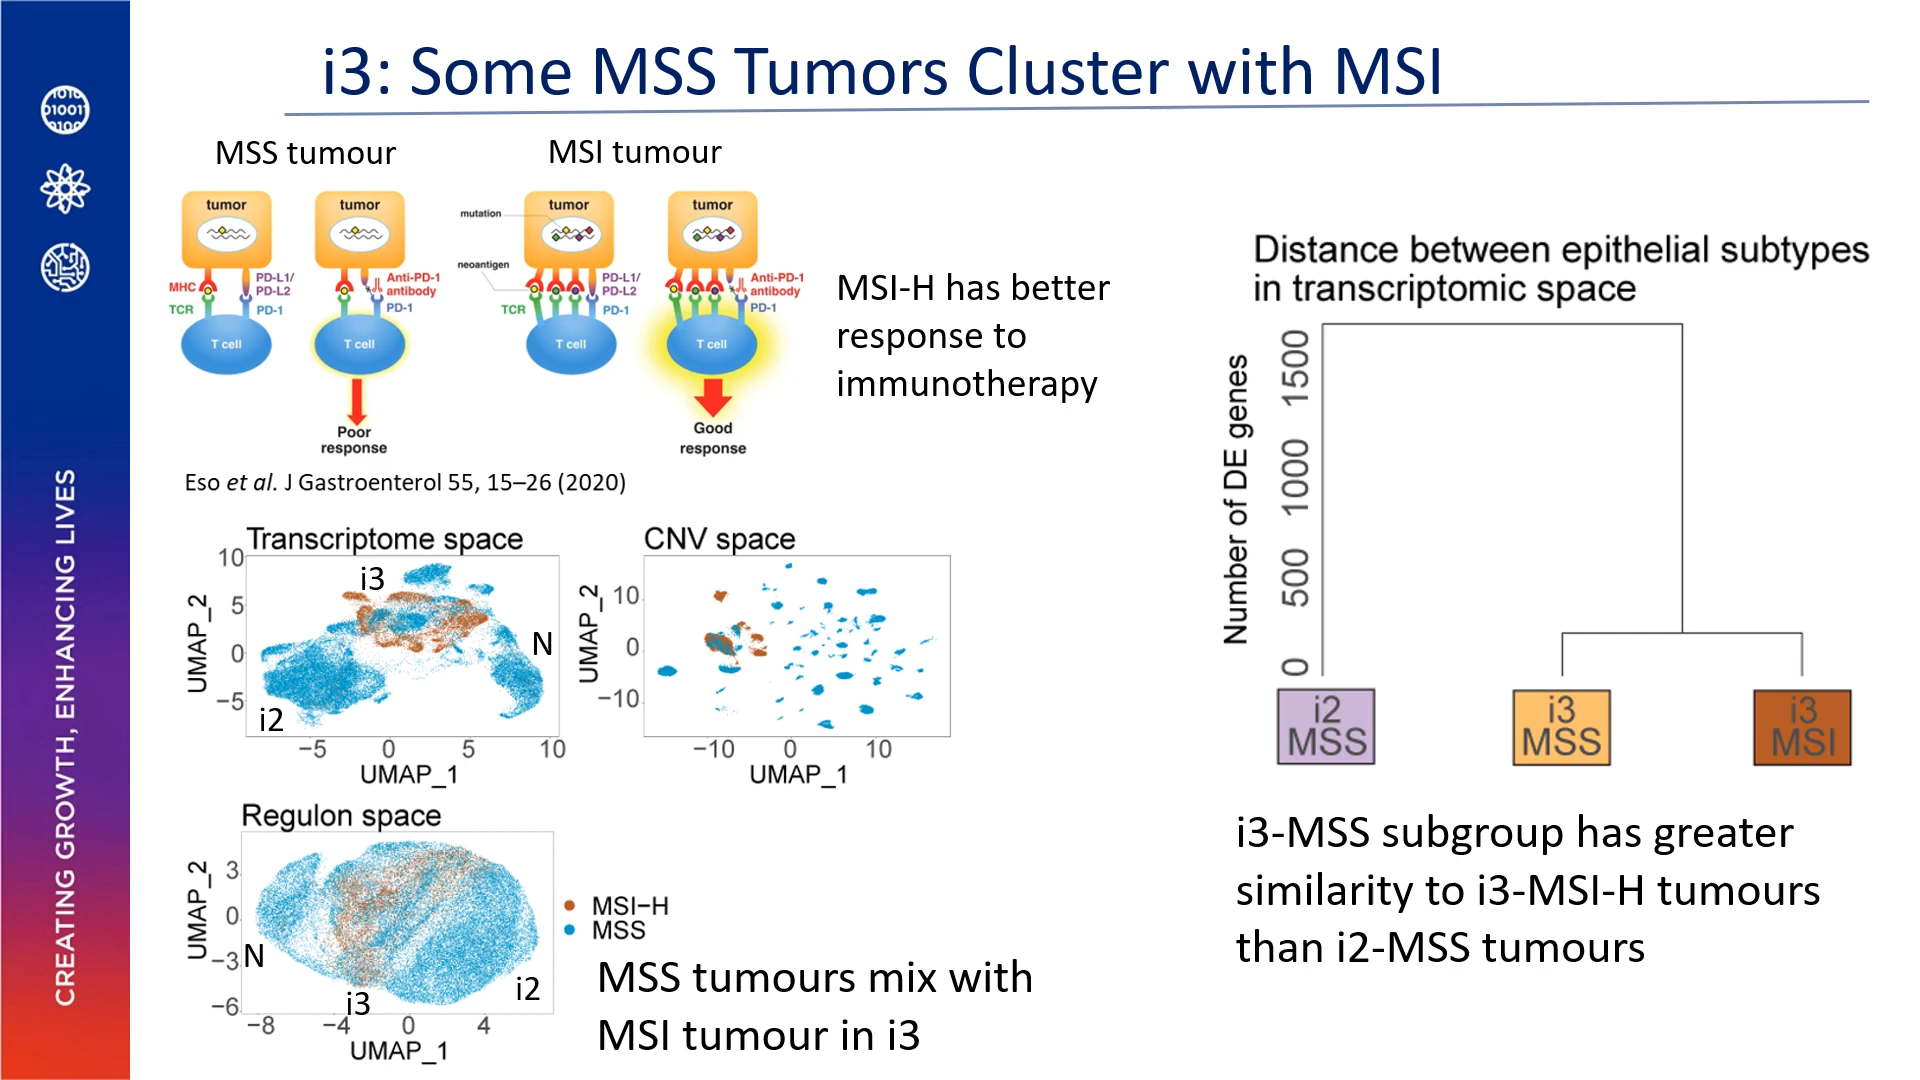 i3: Some MSS Tumors Cluster with MSI
CREATING GROWTH, ENHANCING LIVES
MSS tumour
MSI tumour
tumor
tumor
tumor
tumor
mutation
neoantigen
MHC
TCR
PD-L1/
PD-L2
PD-1
Anti-PD-1
antibody
PD-1
TCR
PD-L1/
PD-L2
PD-1
Anti-PD-1
antibody
PD-1
T cell
T cell
T cell
T cell
Poor
response
Good
response
MSI-H has better
response to
immunotherapy
Eso et al. J Gastroenterol 55, 15–26 (2020)
Transcriptome space
UMAP_2
10
5
0
−5
i3
N
i2
−5 0 5 10
UMAP_1
CNV space
UMAP_2
10
0
−10
−10 0 10
UMAP_1
Regulon space
UMAP_2
3
0
−3
−6
N
i3
i2
−8 −4 0 4
UMAP_1
MSI−H
MSS
MSS tumours mix with
MSI tumour in i3
Distance between epithelial subtypes
in transcriptomic space
Number of DE genes
0 500 1000 1500
i2
MSS
i3
MSS
i3
MSI
i3-MSS subgroup has greater
similarity to i3-MSI-H tumours
than i2-MSS tumours